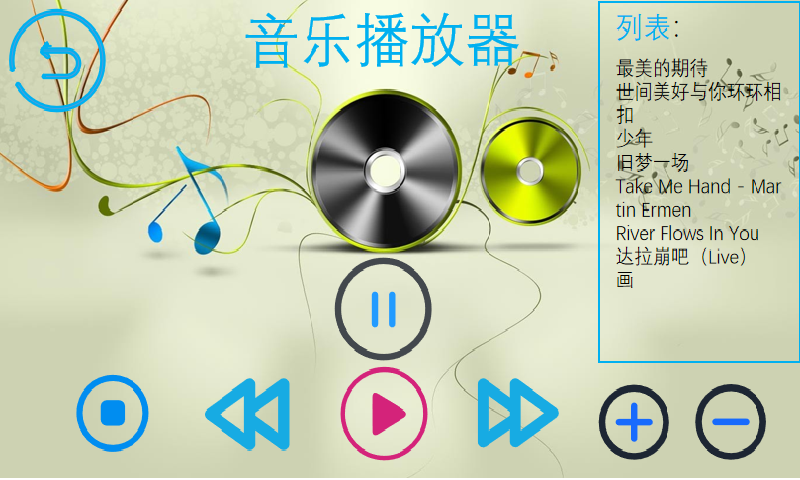 音乐播放器
列表:
最美的期待
世间美好与你环环相
扣
少年
旧梦一场
Take Me Hand - Mar
tin Ermen
River Flows In You
达拉崩吧（Live）
画